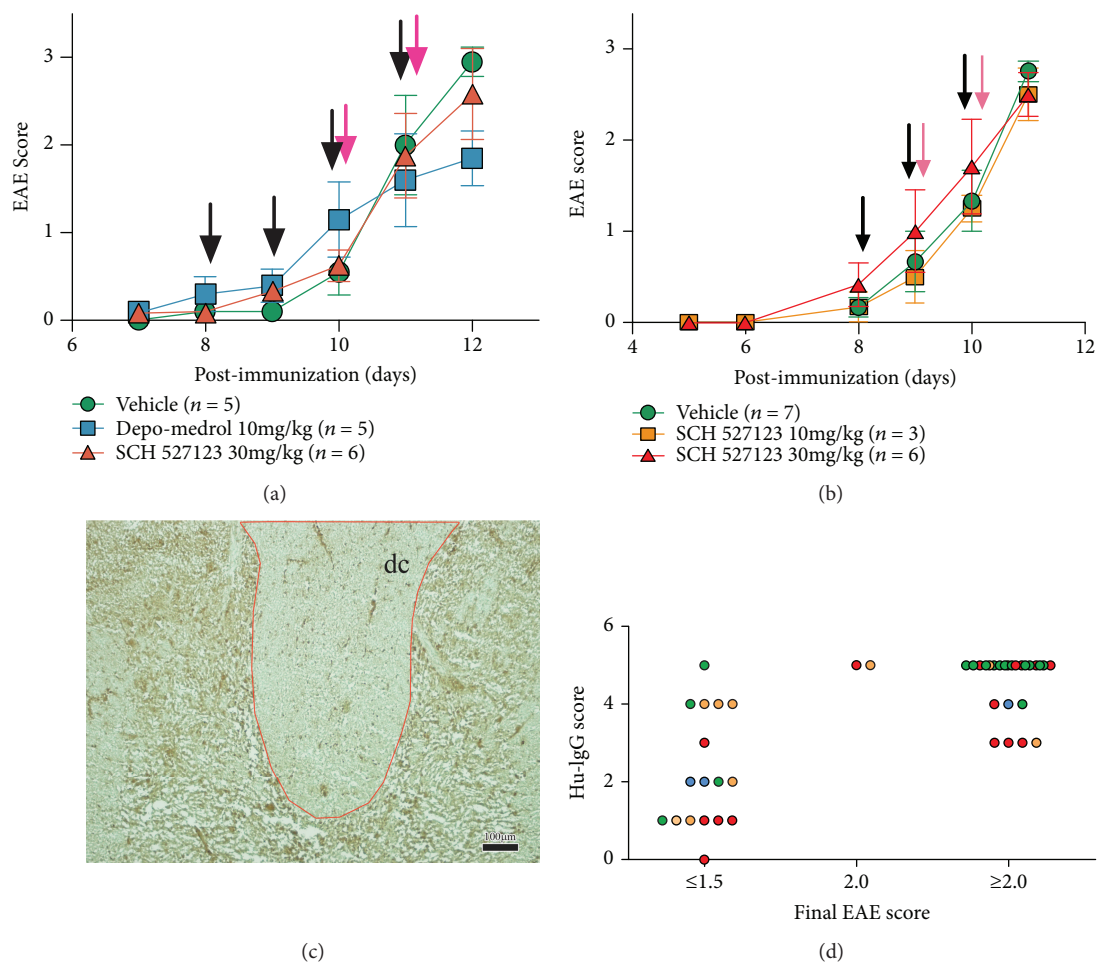 3
2
1
0
EAE Score
6
8
10
12
Post-immunization (days)
Vehicle (n = 5)
Depo-medrol 10mg/kg (n = 5)
SCH 527123 30mg/kg (n = 6)
(a)
3
2
1
0
EAE score
4
6
8
10
12
Post-immunization (days)
Vehicle (n = 7)
SCH 527123 10mg/kg (n = 3)
SCH 527123 30mg/kg (n = 6)
(b)
dc
100μm
(c)
6
4
2
0
Hu-IgG score
≤1.5
2.0
≥2.0
Final EAE score
(d)